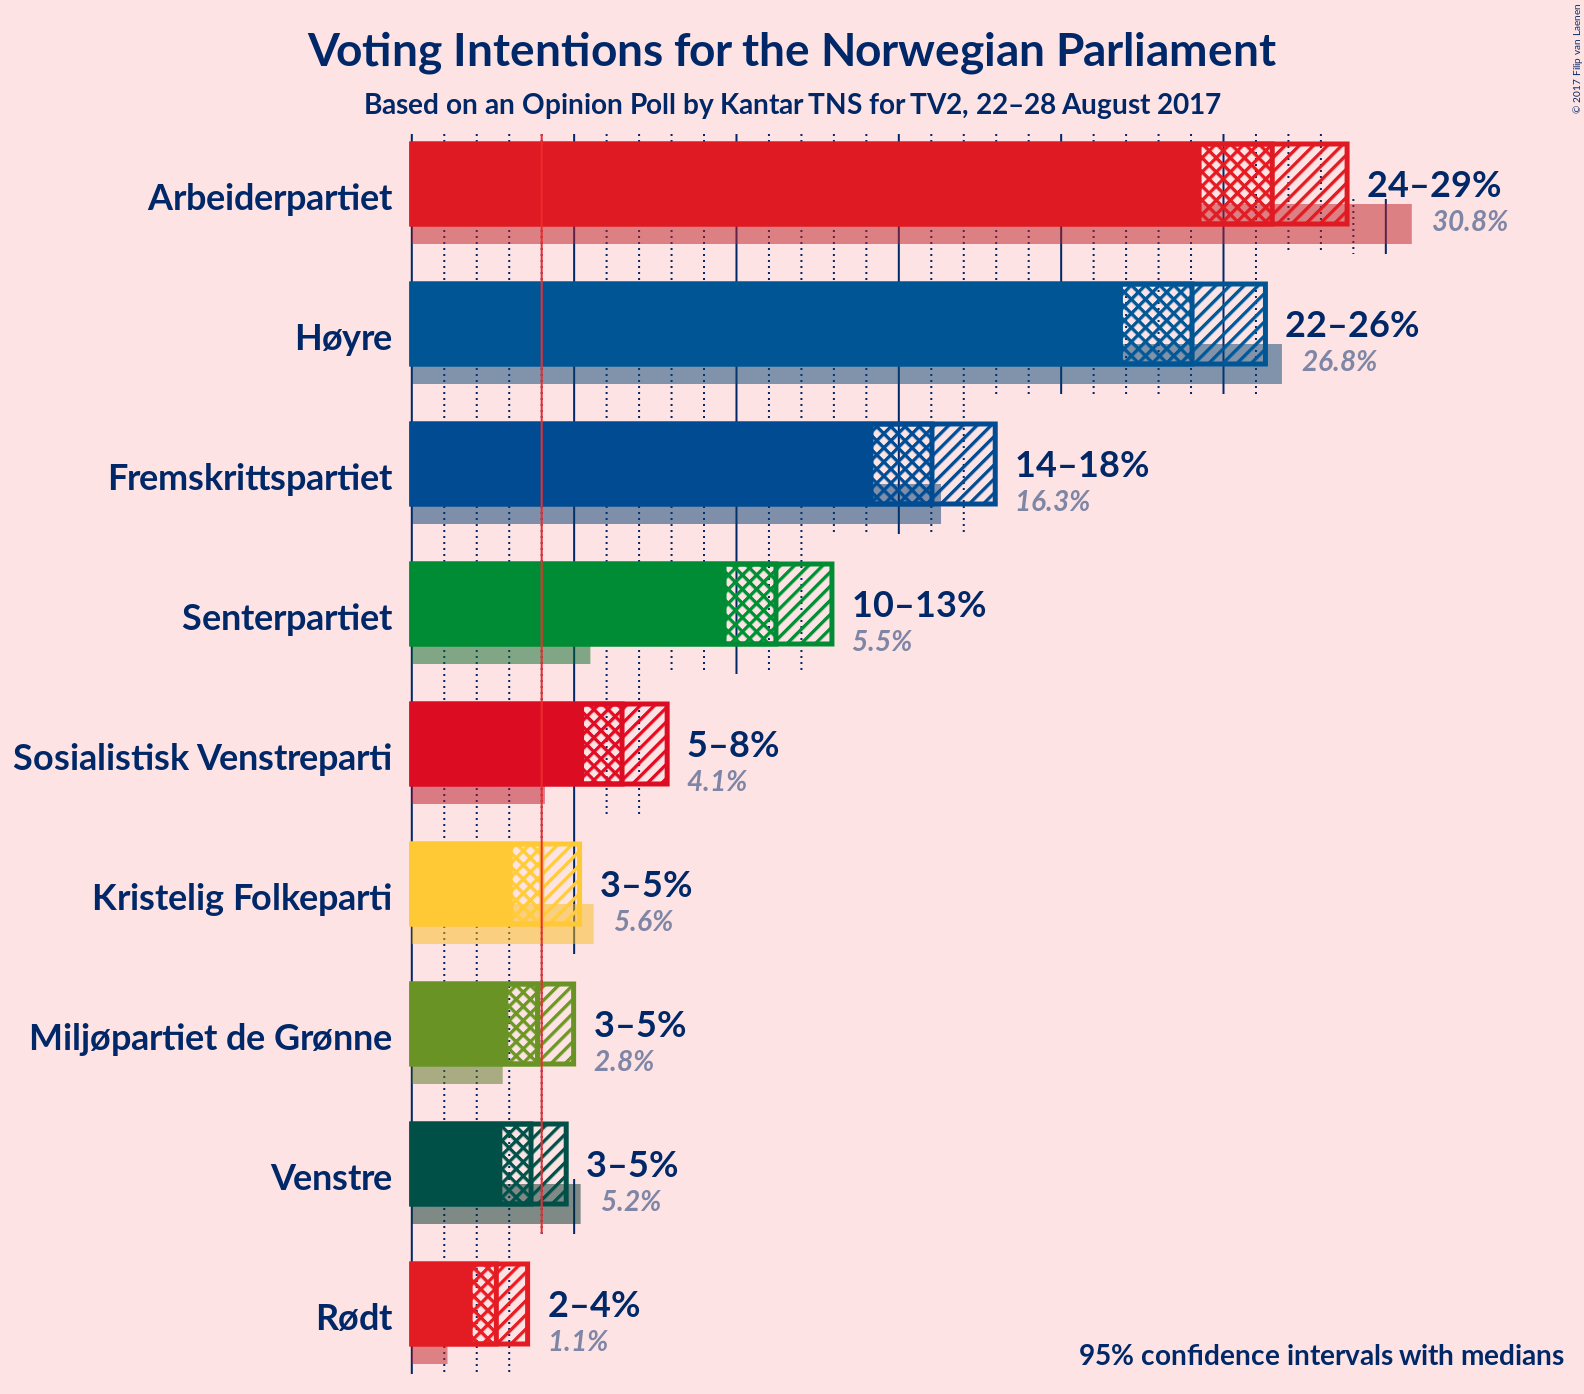 Voting Intentions for the Norwegian Parliament
Based on an Opinion Poll by Kantar TNS for TV2, 22–28 August 2017
© 2017 Filip van Laenen
Arbeiderpartiet
24–29%
30.8%
Høyre
22–26%
26.8%
Fremskrittspartiet
14–18%
16.3%
Senterpartiet
10–13%
5.5%
Sosialistisk Venstreparti
5–8%
4.1%
Kristelig Folkeparti
3–5%
5.6%
Miljøpartiet de Grønne
3–5%
2.8%
Venstre
3–5%
5.2%
Rødt
2–4%
1.1%
95% confidence intervals with medians